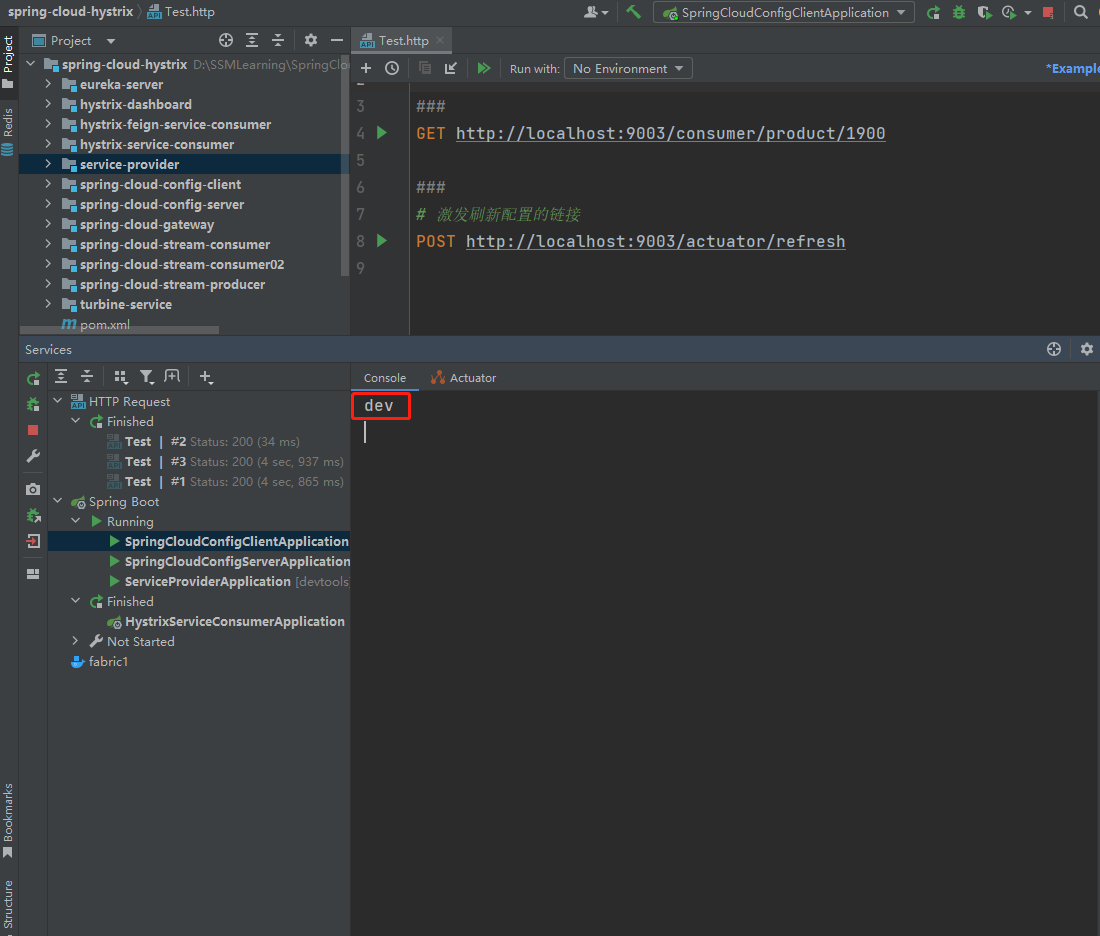 spring-cloud-hystrix
Test.http
SpringCloudConfigClientApplication
Project
Project
Redis
Test.http
spring-cloud-hystrix D:\SSMLearning\SpringClou
eureka-server
hystrix-dashboard
hystrix-feign-service-consumer
hystrix-service-consumer
service-provider
spring-cloud-config-client
spring-cloud-config-server
spring-cloud-gateway
spring-cloud-stream-consumer
spring-cloud-stream-consumer02
spring-cloud-stream-producer
turbine-service
pom.xml
Run with: No Environment
*Example
3 ###
4 GET http://localhost:9003/consumer/product/1900
5
6 ###
7 # 激发刷新配置的链接
8 POST http://localhost:9003/actuator/refresh
9
Services
HTTP Request
Finished
Test | #2 Status: 200 (34 ms)
Test | #3 Status: 200 (4 sec, 937 ms)
Test | #1 Status: 200 (4 sec, 865 ms)
Spring Boot
Running
SpringCloudConfigClientApplication
SpringCloudConfigServerApplication
ServiceProviderApplication [devtools
Finished
HystrixServiceConsumerApplication
Not Started
fabric1
Console
Actuator
dev
Bookmarks
Structure